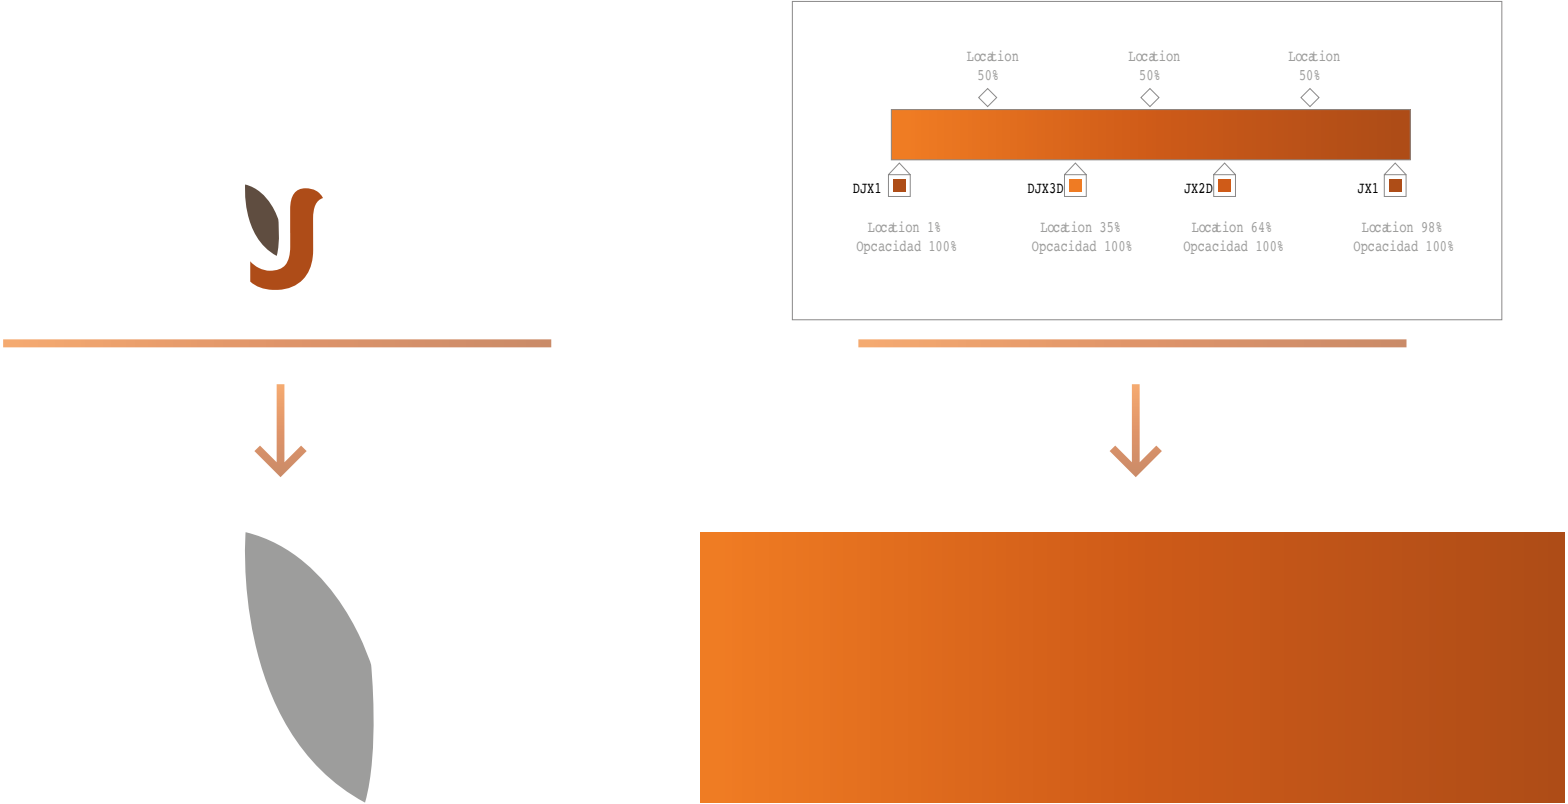 Location Location Location
50% 50% 50%
DJX1 DJX3D JX2D JX1
Location 1% Location 35% Location 64% Location 98%
Opcacidad 100% Opcacidad 100% Opcacidad 100% Opcacidad 100%